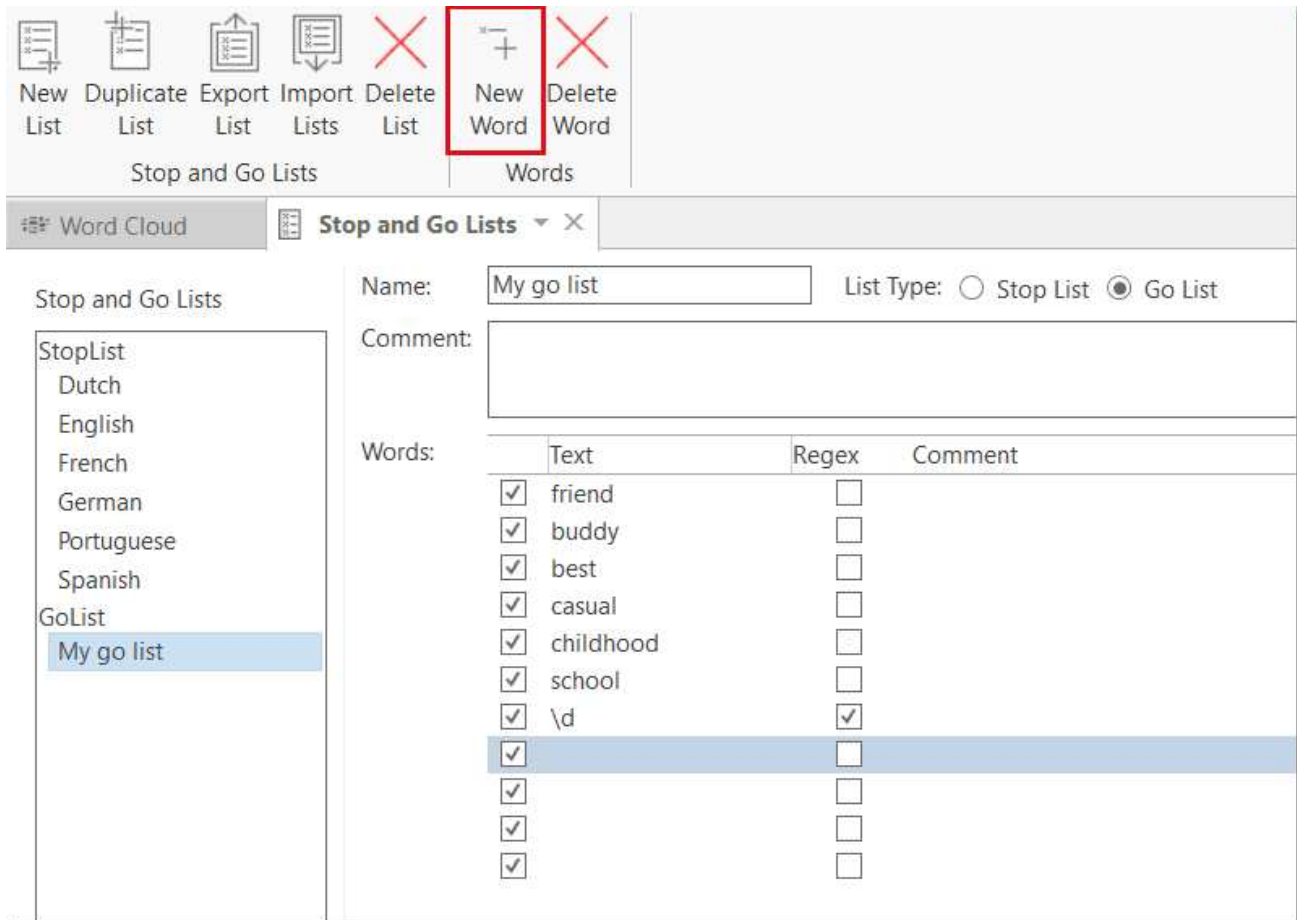 New Duplicate Export Import Delete New Delete
List List List Lists List Word Word
Stop and Go Lists Words
Word Cloud Stop and Go Lists
Stop and Go Lists
StopList
Dutch
English
French
German
Portuguese
Spanish
GoList
My go list
Name: My go list List Type: Stop List Go List
Comment:
Words: Text Regex Comment
friend
buddy
best
casual
childhood
school
\d